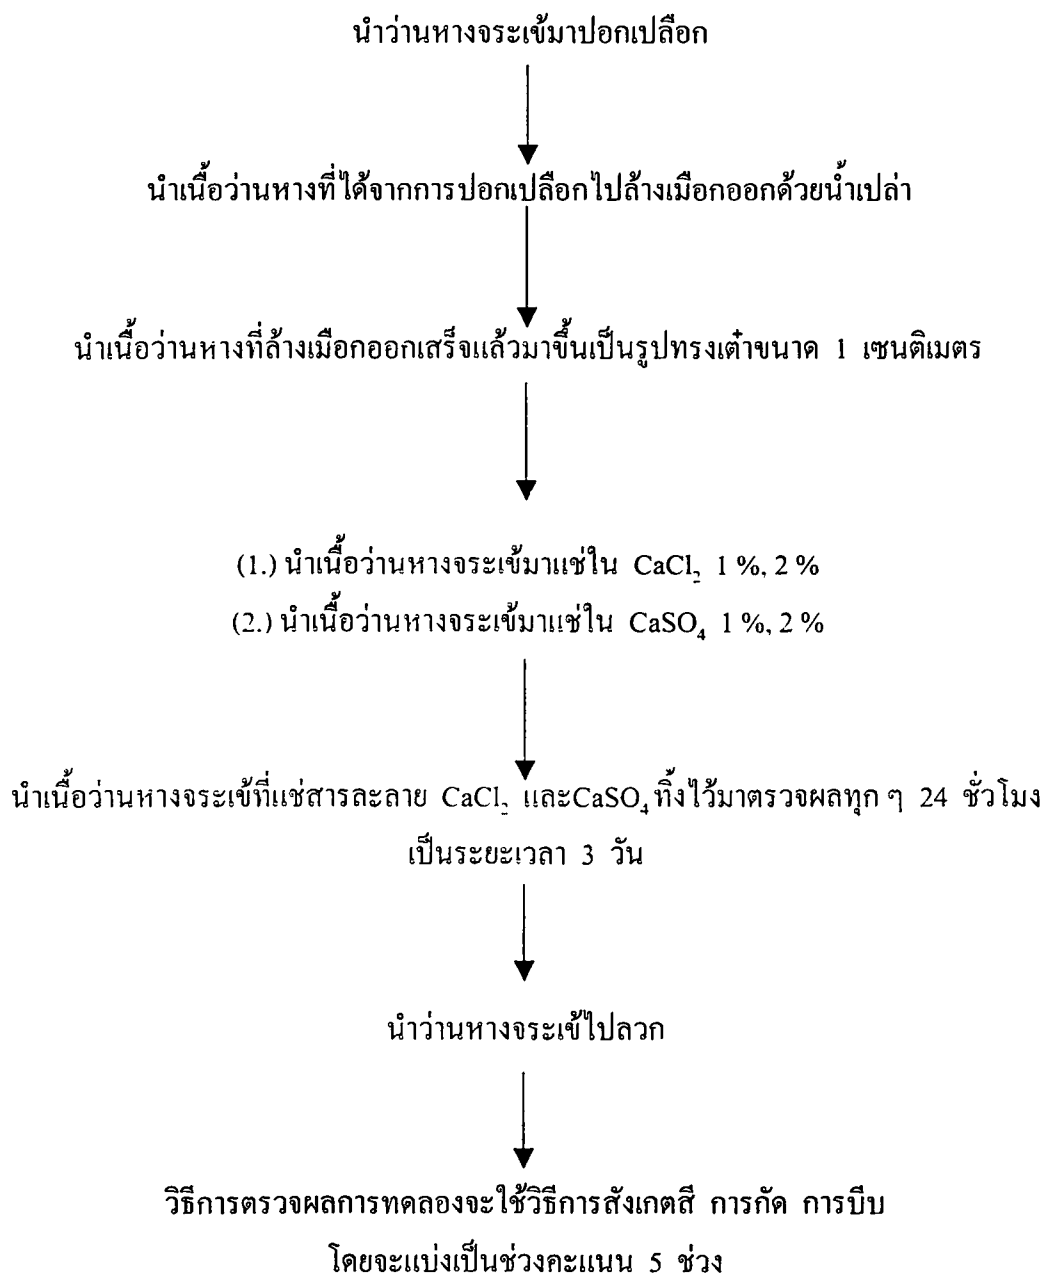 นำว่านหางจระเข้มาปอกเปลือก
นำเนื้อว่านหางที่ได้จากการปอกเปลือกไปล้างเมือกออกด้วยน้ำเปล่า
นำเนื้อว่านหางที่ล้างเมือกออกเสร็จแล้วมาขึ้นเป็นรูปทรงเต๋าขนาด 1 เซนติเมตร
(1.) นำเนื้อว่านหางจระเข้มาแช่ใน CaCl₂ 1 %, 2 %
(2.) นำเนื้อว่านหางจระเข้มาแช่ใน CaSO₄ 1 %, 2 %
นำเนื้อว่านหางจระเข้ที่แช่สารละลาย CaCl₂ และCaSO₄ ทิ้งไว้มาตรวจผลทุก ๆ 24 ชั่วโมง
เป็นระยะเวลา 3 วัน
นำว่านหางจระเข้ไปลวก
วิธีการตรวจผลการทดลองจะใช้วิธีการสังเกตสี การกัด การบีบ
โดยจะแบ่งเป็นช่วงคะแนน 5 ช่วง